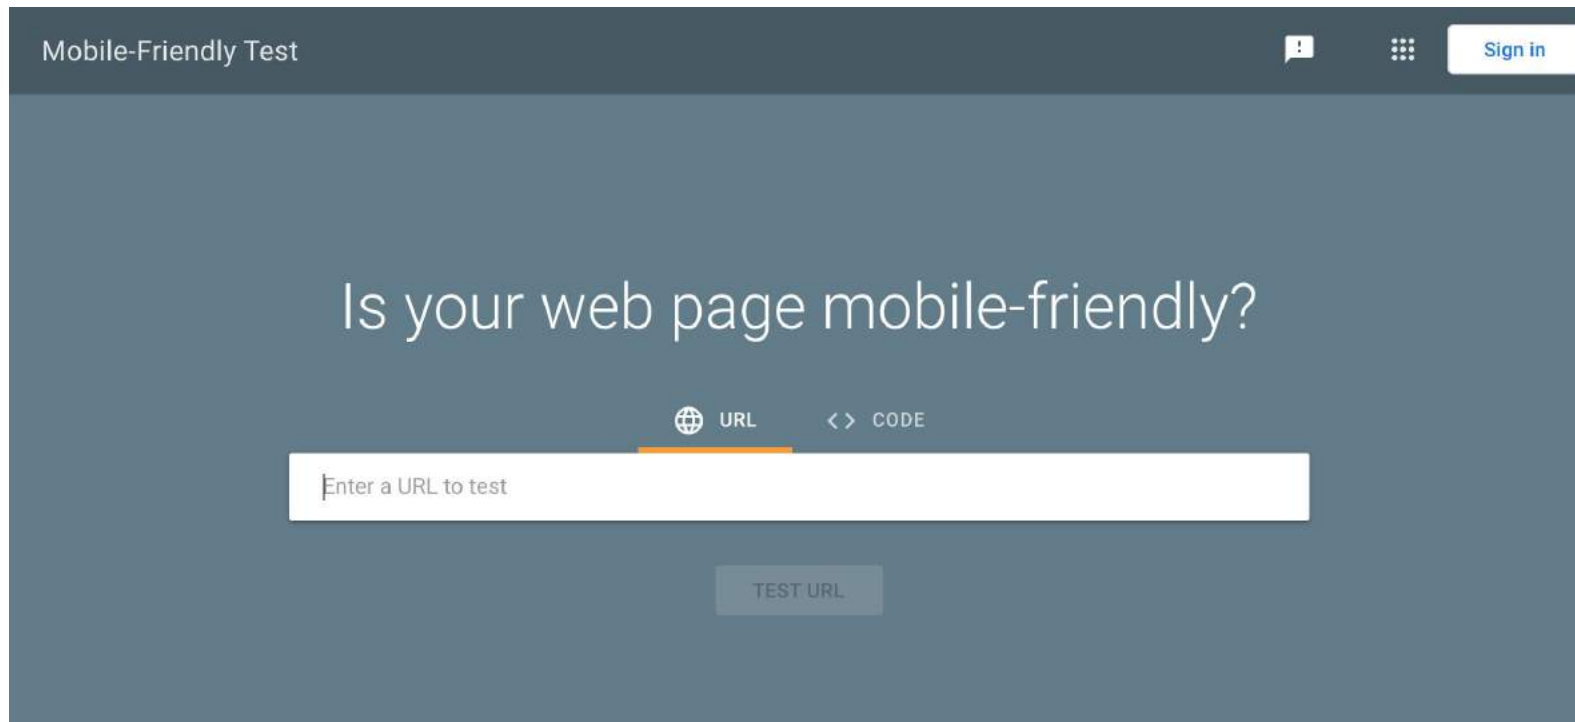 Mobile-Friendly Test
Sign in
Is your web page mobile-friendly?
URL
<> CODE
Enter a URL to test
TEST URL